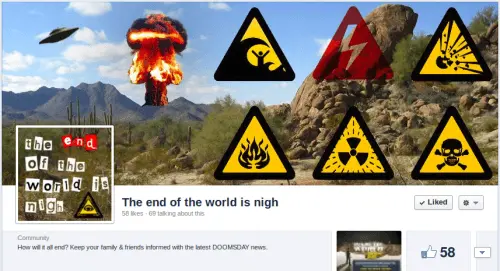 the end
of the
world is
nigh
The end of the world is nigh
58 likes · 69 talking about this
Liked
Community
How will it all end? Keep your family & friends informed with the latest DOOMSDAY news.
58